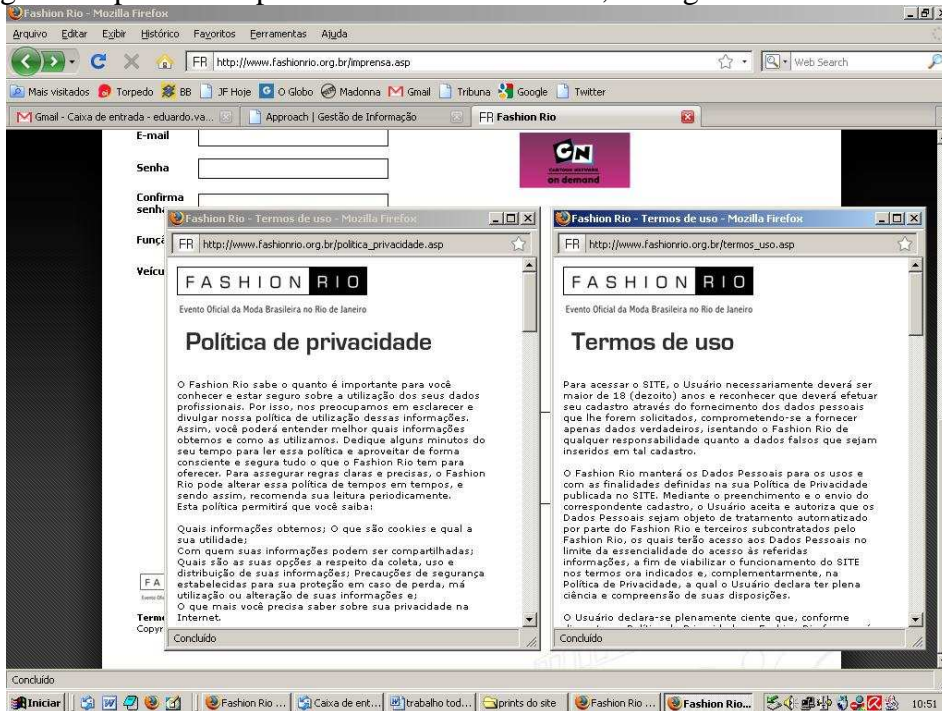 Fashion Rio - Mozilla Firefox
Arquivo Editar Exibir Histórico Favoritos Ferramentas Ajuda
FR http://www.fashionrio.org.br/imprensa.asp
Web Search
Mais visitados Torpedo BB JF Hoje O Globo Madonna Gmail Tribuna Google Twitter
Gmail - Caixa de entrada - eduardo.va... Approach | Gestão de Informação FR Fashion Rio
E-mail
Senha
Confirma
senha
CN
CARTOON NETWORK
on demand
Fashion Rio - Termos de uso - Mozilla Firefox
FR http://www.fashionrio.org.br/politica_privacidade.asp
FASHION RIO
Evento Oficial da Moda Brasileira no Rio de Janeiro
Política de privacidade
O Fashion Rio sabe o quanto é importante para você
conhecer e estar seguro sobre a utilização dos seus dados
profissionais. Por isso, nos preocupamos em esclarecer e
divulgar nossa política de utilização dessas informações.
Assim, você poderá entender melhor quais informações
obtemos e como as utilizamos. Dedique alguns minutos do
seu tempo para ler essa política e aproveitar de forma
consciente e segura tudo o que o Fashion Rio tem para
oferecer. Para assegurar regras claras e precisas, o Fashion
Rio pode alterar essa política de tempos em tempos, e
sendo assim, recomenda sua leitura periodicamente.
Esta política permitirá que você saiba:
Quais informações obtemos; O que são cookies e qual a
sua utilidade;
Com quem suas informações podem ser compartilhadas;
Quais são as suas opções a respeito da coleta, uso e
distribuição de suas informações; Precauções de segurança
estabelecidas para sua proteção em caso de perda, má
utilização ou alteração de suas informações e;
O que mais você precisa saber sobre sua privacidade na
Internet.
Concluído
Fashion Rio - Termos de uso - Mozilla Firefox
FR http://www.fashionrio.org.br/termos_uso.asp
FASHION RIO
Evento Oficial da Moda Brasileira no Rio de Janeiro
Termos de uso
Para acessar o SITE, o Usuário necessariamente deverá ser
maior de 18 (dezoito) anos e reconhecer que deverá efetuar
seu cadastro através do fornecimento dos dados pessoais
que lhe forem solicitados, comprometendo-se a fornecer
apenas dados verdadeiros, isentando o Fashion Rio de
qualquer responsabilidade quanto a dados falsos que sejam
inseridos em tal cadastro.
O Fashion Rio manterá os Dados Pessoais para os usos e
com as finalidades definidas na sua Política de Privacidade
publicada no SITE. Mediante o preenchimento e o envio do
correspondente cadastro, o Usuário aceita e autoriza que os
Dados Pessoais sejam objeto de tratamento automatizado
por parte do Fashion Rio e terceiros subcontratados pelo
Fashion Rio, os quais terão acesso aos Dados Pessoais no
limite da essencialidade do acesso às referidas
informações, a fim de viabilizar o funcionamento do SITE
nos termos ora indicados e, complementarmente, na
Política de Privacidade, a qual o Usuário declara ter plena
ciência e compreensão de suas disposições.
O Usuário declara-se plenamente ciente que, conforme
Concluído
Funçã
Veícu
FA
Termo
Copyr
Concluído
Iniciar Fashion Rio ... Caixa de ent... trabalho tod... prints do site Fashion Rio ... Fashion Rio... 10:51